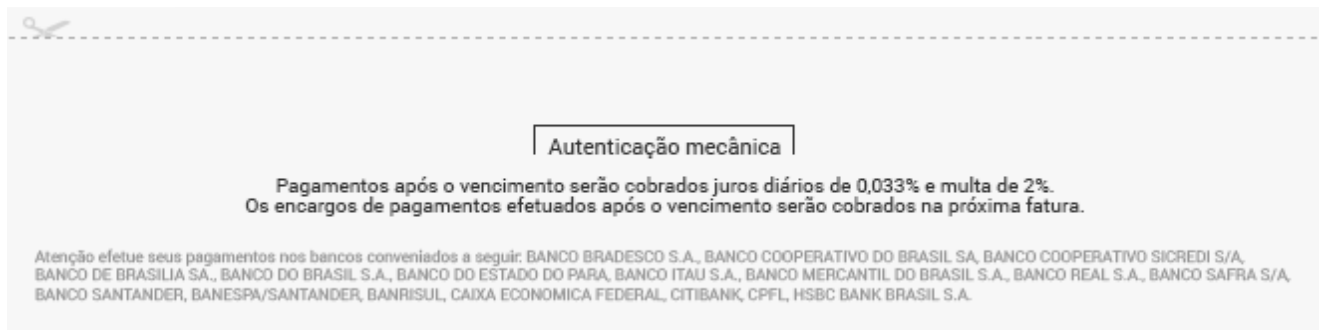 Autenticação mecânica
Pagamentos após o vencimento serão cobrados juros diários de 0,033% e multa de 2%.
Os encargos de pagamentos efetuados após o vencimento serão cobrados na próxima fatura.
Atenção efetue seus pagamentos nos bancos conveniados a seguir: BANCO BRADESCO S.A., BANCO COOPERATIVO DO BRASIL SA, BANCO COOPERATIVO SICREDI S/A,
BANCO DE BRASILIA SA., BANCO DO BRASIL S.A., BANCO DO ESTADO DO PARA, BANCO ITAU S.A., BANCO MERCANTIL DO BRASIL S.A., BANCO REAL S.A., BANCO SAFRA S/A,
BANCO SANTANDER, BANESPA/SANTANDER, BANRISUL, CAIXA ECONOMICA FEDERAL, CITIBANK, CPFL, HSBC BANK BRASIL S.A.